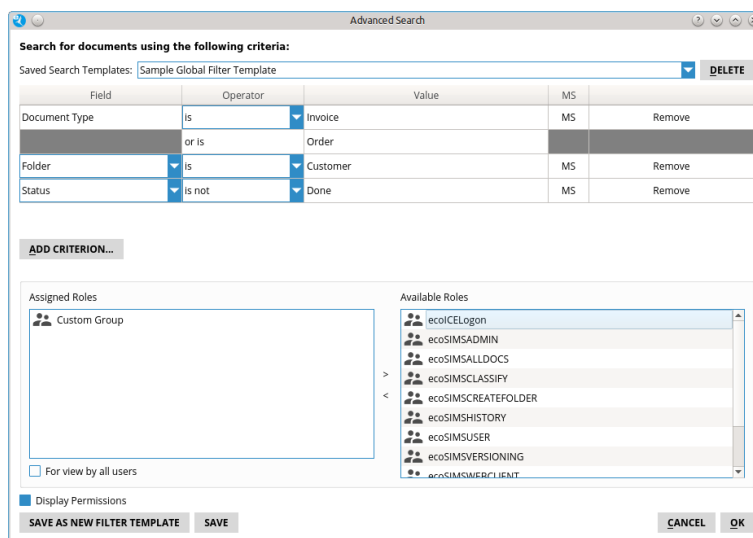 Advanced Search
Search for documents using the following criteria:
Saved Search Templates: Sample Global Filter Template DELETE
Field Operator Value MS
Document Type is Invoice MS Remove
or is Order
Folder is Customer MS Remove
Status is not Done MS Remove
ADD CRITERION...
Assigned Roles Available Roles
Custom Group ecoICELogon
ecoSIMSADMIN
ecoSIMSALLDOCS
> ecoSIMSCLASSIFY
< ecoSIMSCREATEFOLDER
ecoSIMSHISTORY
ecoSIMSUSER
ecoSIMSVERSIONING
For view by all users ecoSIMSWEBCLIENT
Display Permissions
SAVE AS NEW FILTER TEMPLATE SAVE CANCEL OK